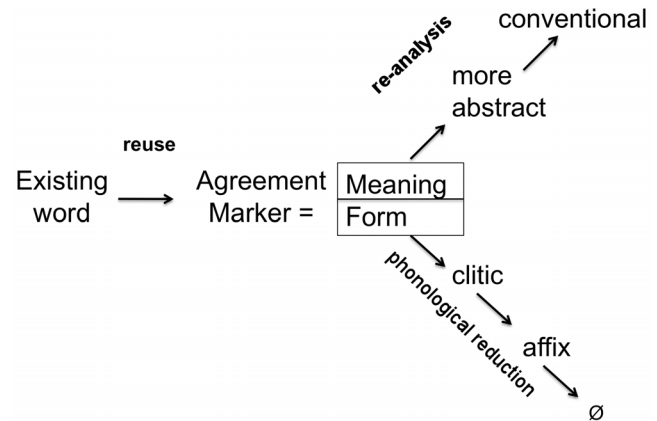 conventional
re-analysis
more
abstract
reuse
Existing
word
Agreement
Marker =
Meaning
Form
phonological reduction
clitic
affix
Ø